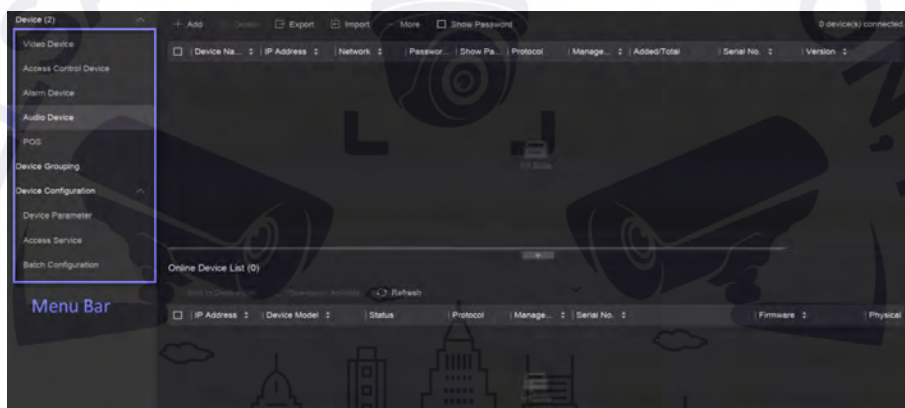 Device (2)
Video Device
Access Control Device
Alarm Device
Audio Device
POS
Device Grouping
Device Configuration
Device Parameter
Access Service
Batch Configuration
Menu Bar
Add Delete Export Import More Show Password 0 device(s) connected
Device Na... IP Address Network Passwor... Show Pa... Protocol Manage... Added/Total Serial No. Version
No Data
Online Device List (0)
Refresh
IP Address Device Model Status Protocol Manage... Serial No. Firmware Physical